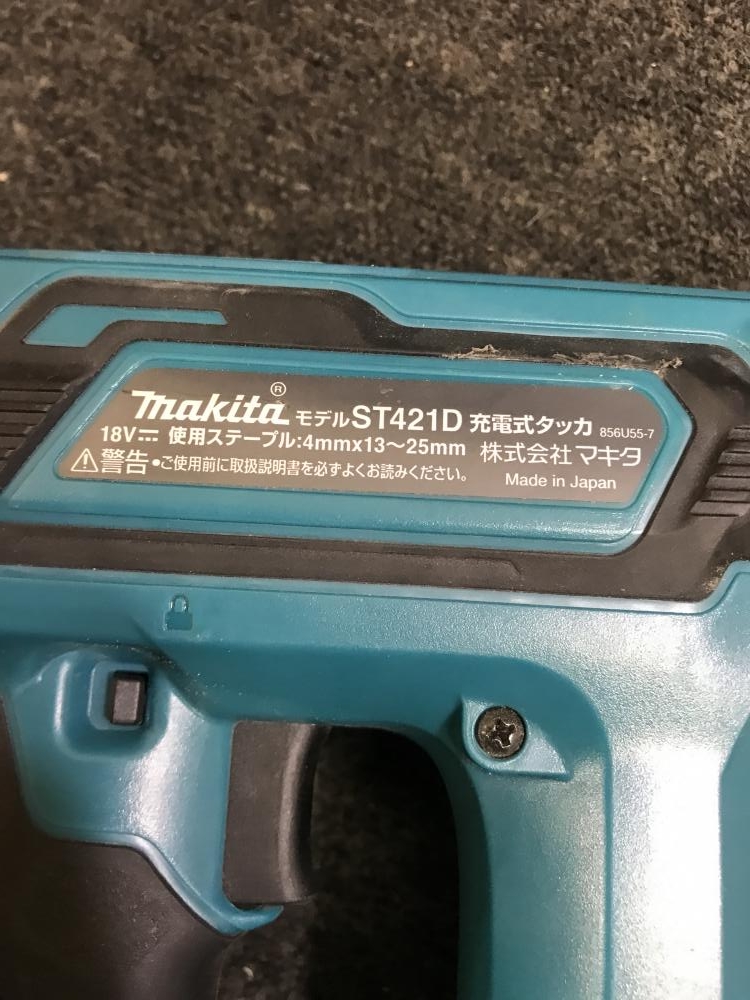 makita® モデルST421D 充電式タッカ 856U55-7
18V⎓ 使用ステープル:4mmx13～25mm 株式会社マキタ
⚠警告•ご使用前に取扱説明書を必ずよくお読みください。 Made in Japan